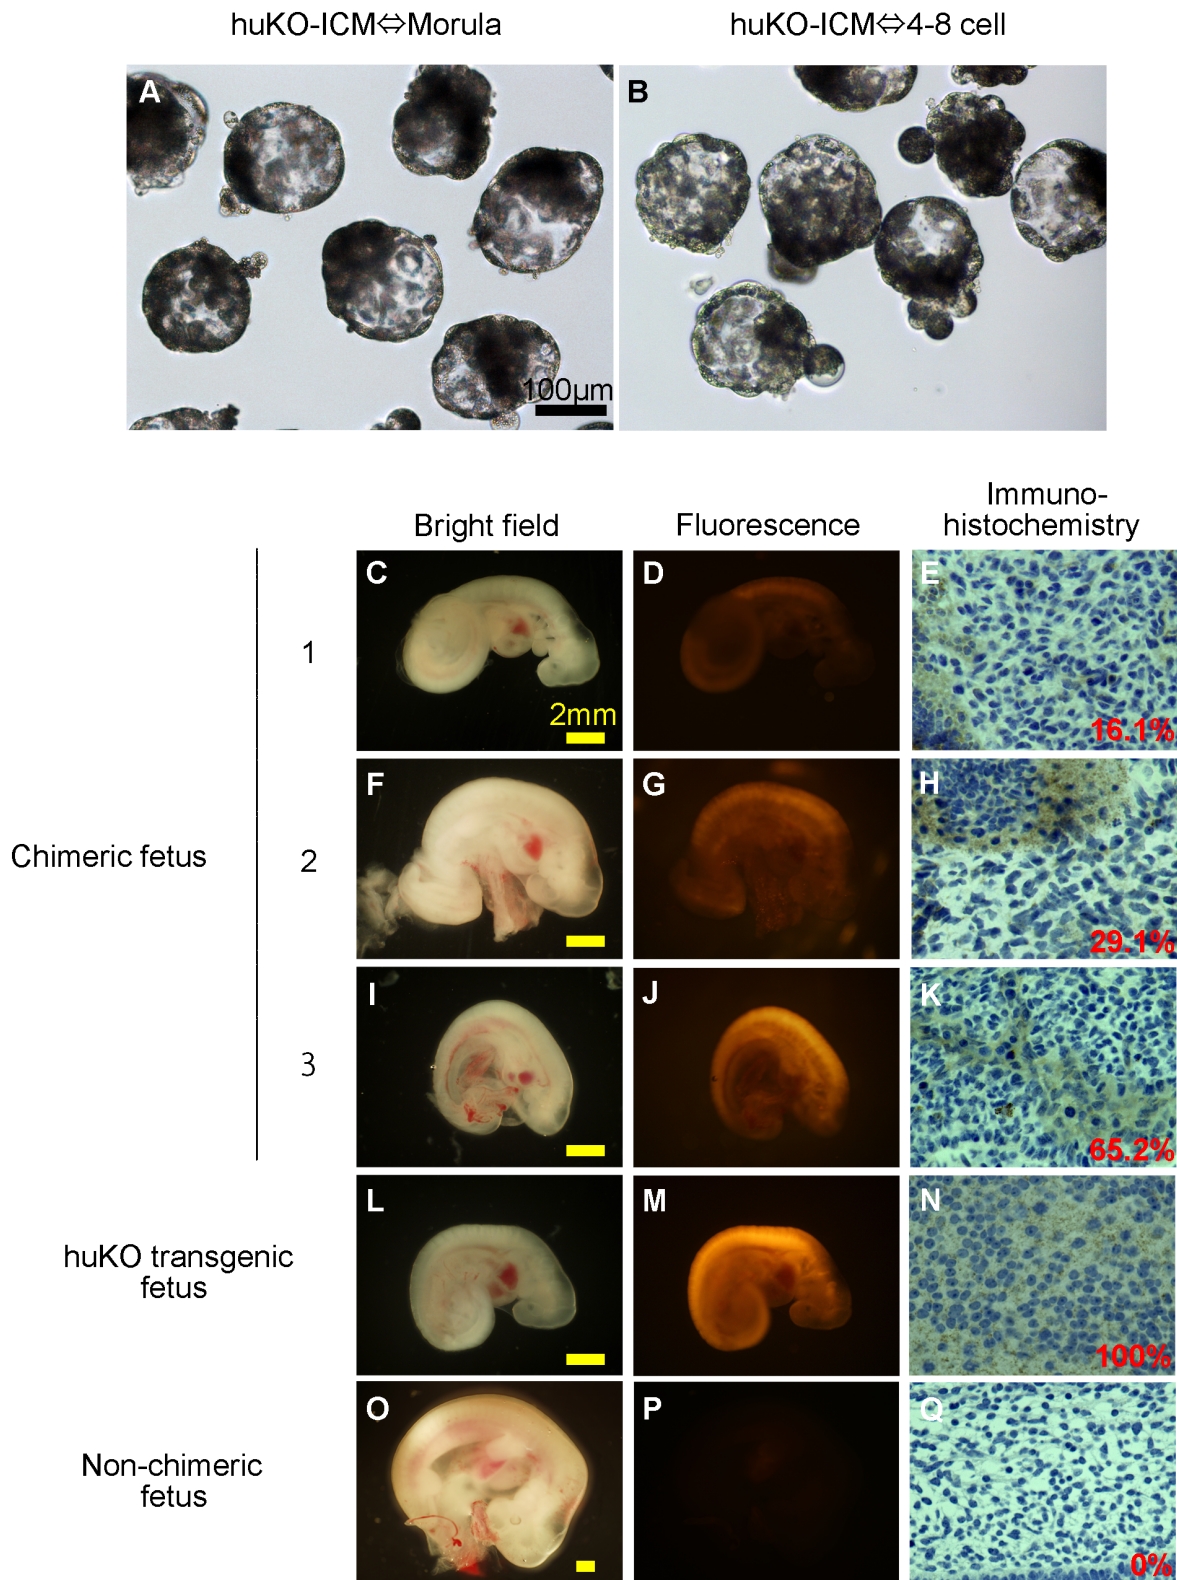 huKO-ICM⇔Morula
huKO-ICM⇔4-8 cell
A
B
100μm
Bright field
Fluorescence
Immuno-
histochemistry
Chimeric fetus
1
C
2mm
D
E
16.1%
2
F
G
H
29.1%
3
I
J
K
65.2%
huKO transgenic
fetus
L
M
N
100%
Non-chimeric
fetus
O
P
Q
0%